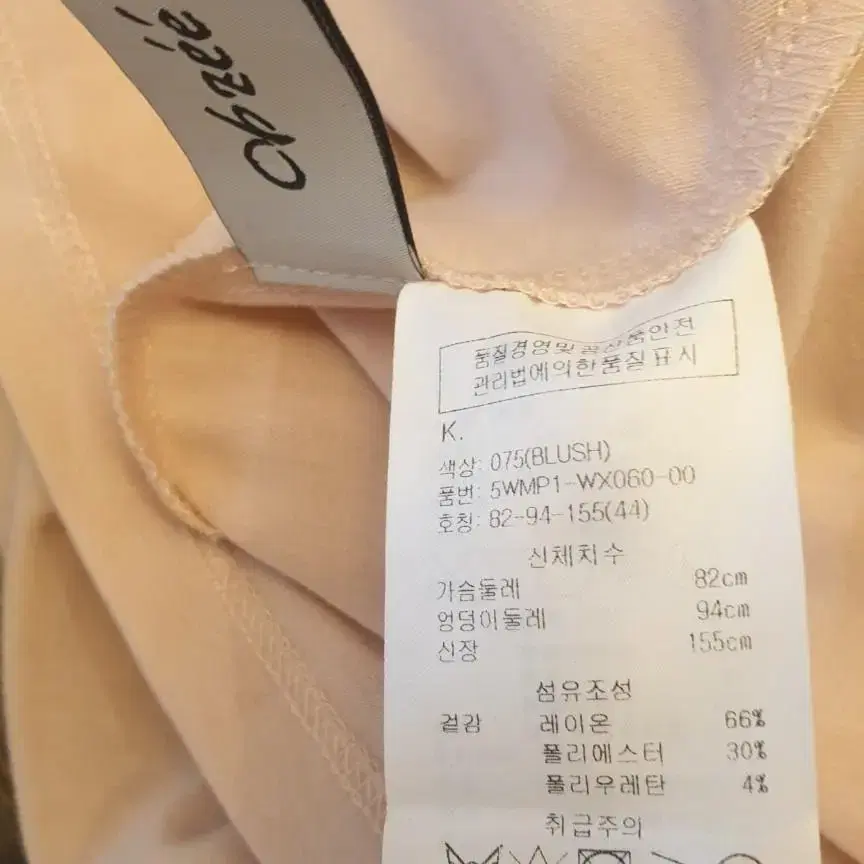 obzéé
품질경영및공산품안전
관리법에의한품질표시
K.
색상: 075(BLUSH)
품번: 5WMP1-WX060-00
호칭: 82-94-155(44)
신체치수
가슴둘레 82cm
엉덩이둘레 94cm
신장 155cm
섬유조성
겉감 레이온 66%
폴리에스터 30%
폴리우레탄 4%
취급주의